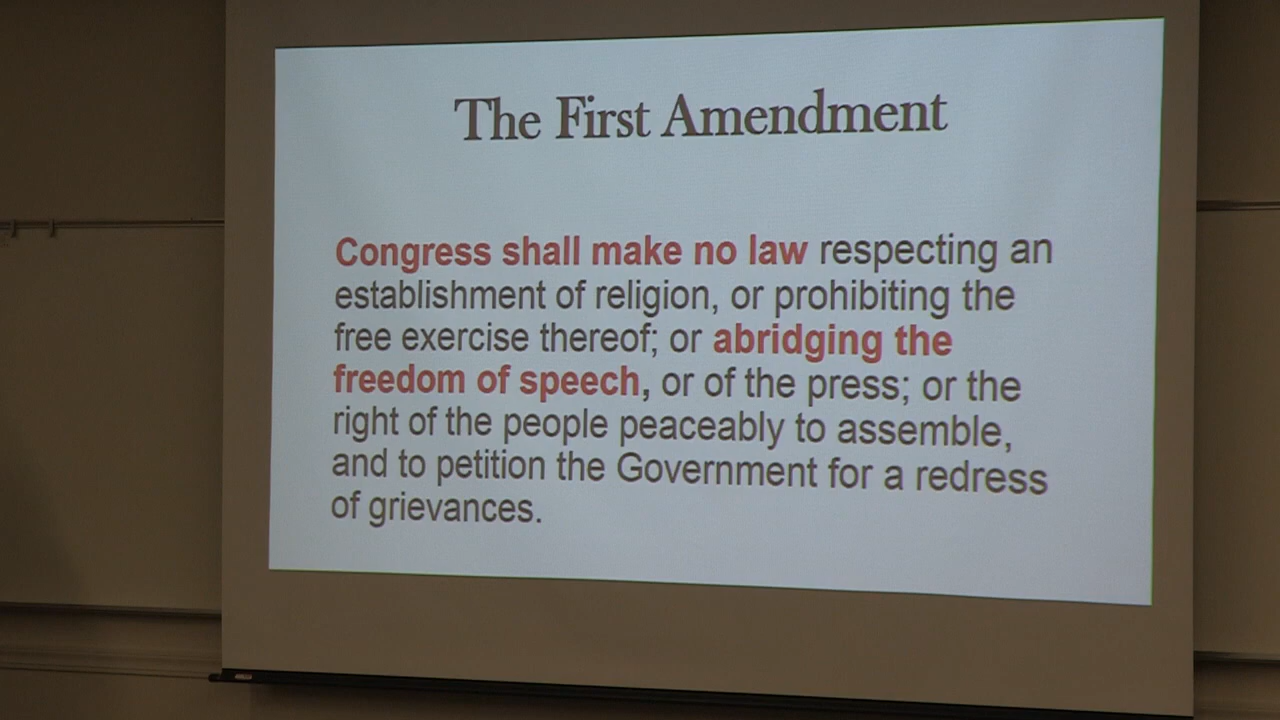 The First Amendment
Congress shall make no law respecting an
establishment of religion, or prohibiting the
free exercise thereof; or abridging the
freedom of speech, or of the press; or the
right of the people peaceably to assemble,
and to petition the Government for a redress
of grievances.